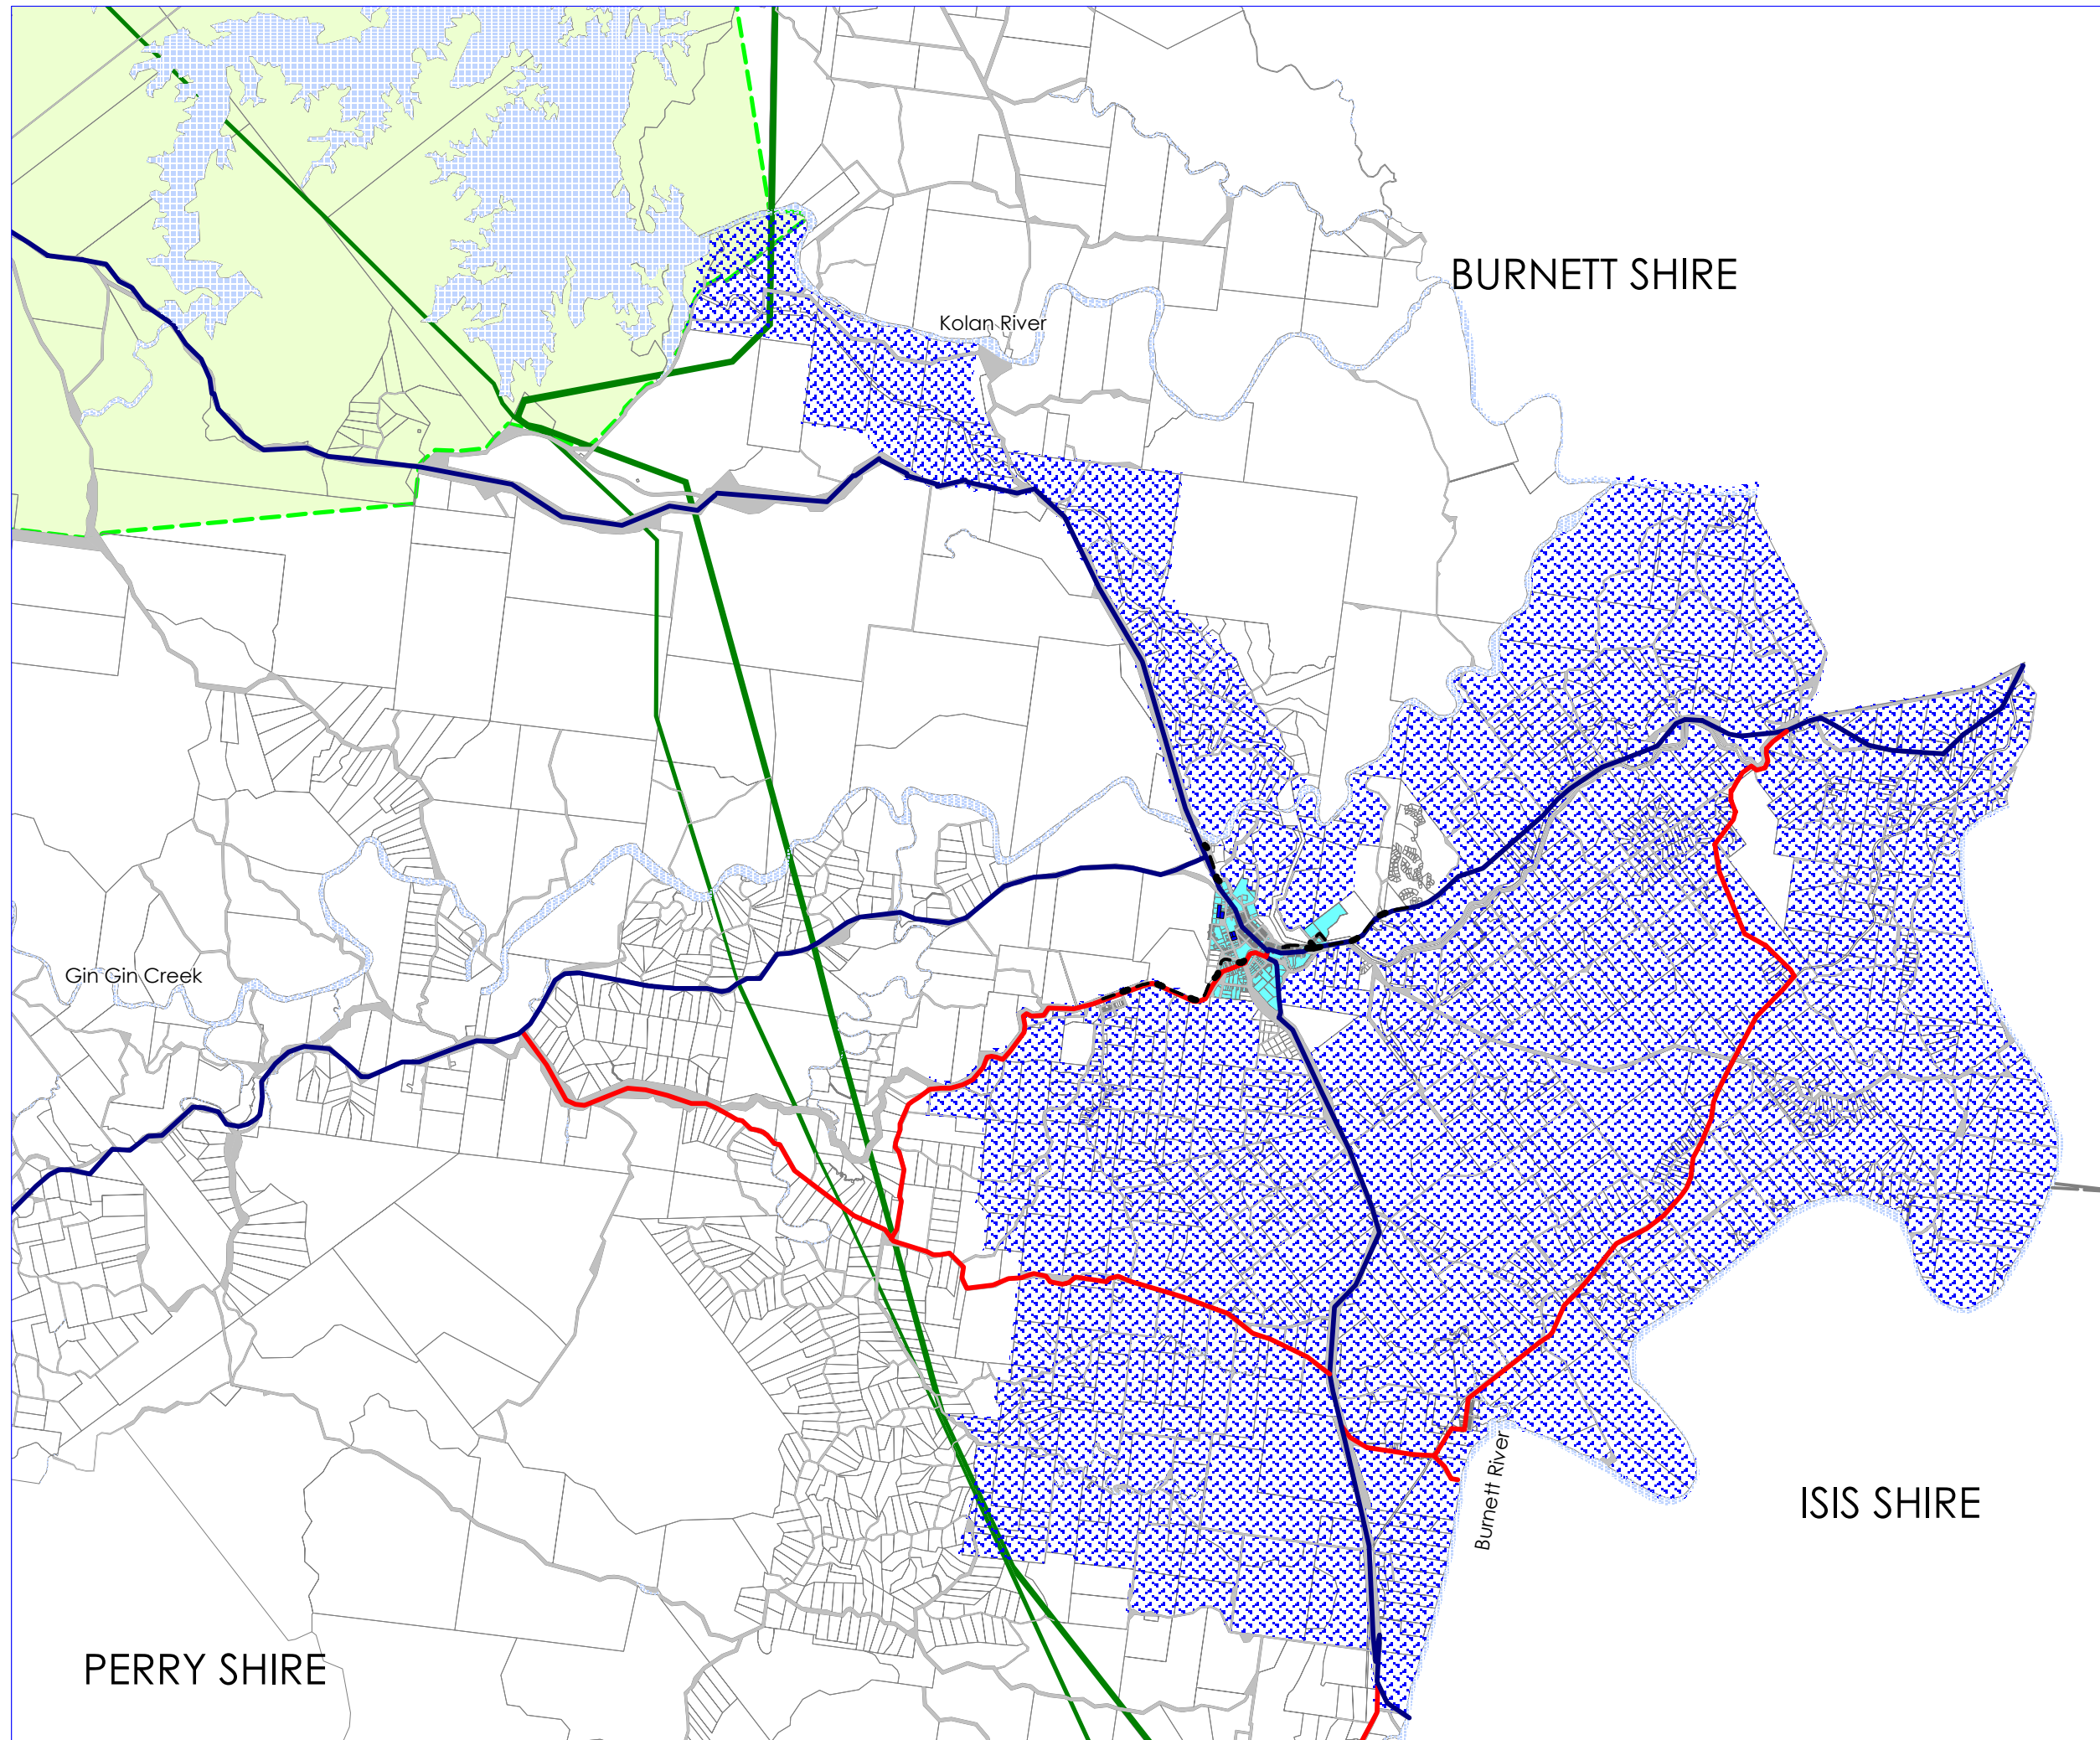 BURNETT SHIRE
Kolan River
Gin Gin Creek
Burnett River
ISIS SHIRE
PERRY SHIRE